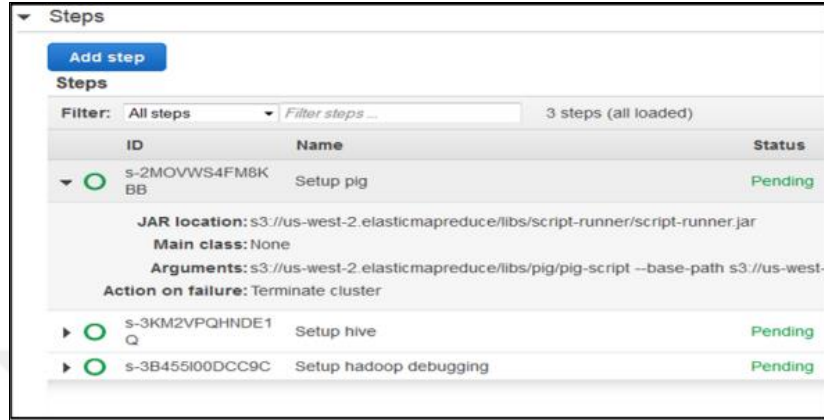 Steps
Add step
Steps
Filter: All steps Filter steps ... 3 steps (all loaded)
ID Name Status
s-2MOVWS4FM8K
BB Setup pig Pending
JAR location: s3://us-west-2.elasticmapreduce/libs/script-runner/script-runner.jar
Main class: None
Arguments: s3://us-west-2.elasticmapreduce/libs/pig/pig-script --base-path s3://us-west-
Action on failure: Terminate cluster
s-3KM2VPQHNDE1
Q Setup hive Pending
s-3B455I00DCC9C Setup hadoop debugging Pending